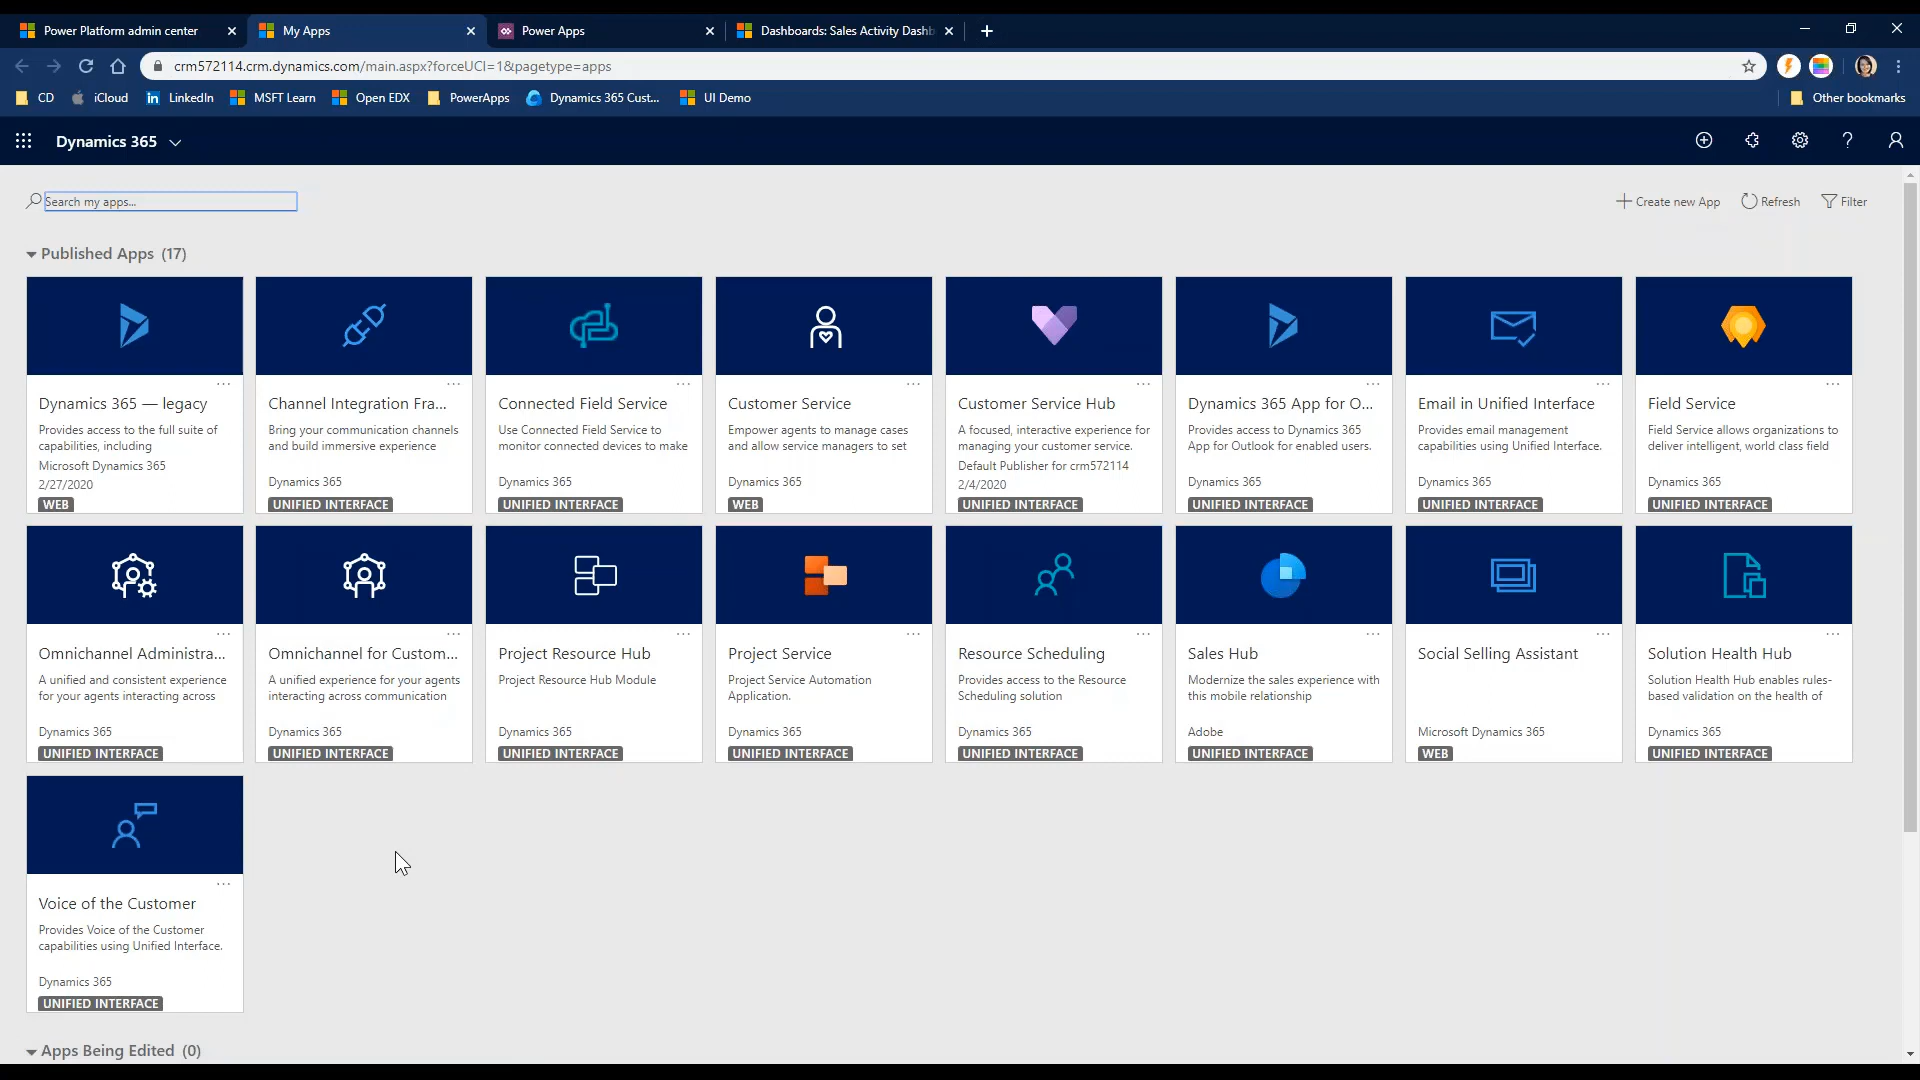 Power Platform admin center
My Apps
Power Apps
Dashboards: Sales Activity Dashb
crm572114.crm.dynamics.com/main.aspx?forceUCI=1&pagetype=apps
CD
iCloud
LinkedIn
MSFT Learn
Open EDX
PowerApps
Dynamics 365 Cust...
UI Demo
Other bookmarks
Dynamics 365
Search my apps...
Create new App
Refresh
Filter
Published Apps (17)
Dynamics 365 — legacy
Provides access to the full suite of
capabilities, including
Microsoft Dynamics 365
2/27/2020
WEB
Channel Integration Fra...
Bring your communication channels
and build immersive experience
Dynamics 365
UNIFIED INTERFACE
Connected Field Service
Use Connected Field Service to
monitor connected devices to make
Dynamics 365
UNIFIED INTERFACE
Customer Service
Empower agents to manage cases
and allow service managers to set
Dynamics 365
WEB
Customer Service Hub
A focused, interactive experience for
managing your customer service.
Default Publisher for crm572114
2/4/2020
UNIFIED INTERFACE
Dynamics 365 App for O...
Provides access to Dynamics 365
App for Outlook for enabled users.
Dynamics 365
UNIFIED INTERFACE
Email in Unified Interface
Provides email management
capabilities using Unified Interface.
Dynamics 365
UNIFIED INTERFACE
Field Service
Field Service allows organizations to
deliver intelligent, world class field
Dynamics 365
UNIFIED INTERFACE
Omnichannel Administra...
A unified and consistent experience
for your agents interacting across
Dynamics 365
UNIFIED INTERFACE
Omnichannel for Custom...
A unified experience for your agents
interacting across communication
Dynamics 365
UNIFIED INTERFACE
Project Resource Hub
Project Resource Hub Module
Dynamics 365
UNIFIED INTERFACE
Project Service
Project Service Automation
Application.
Dynamics 365
UNIFIED INTERFACE
Resource Scheduling
Provides access to the Resource
Scheduling solution
Dynamics 365
UNIFIED INTERFACE
Sales Hub
Modernize the sales experience with
this mobile relationship
Adobe
UNIFIED INTERFACE
Social Selling Assistant
Microsoft Dynamics 365
WEB
Solution Health Hub
Solution Health Hub enables rules-
based validation on the health of
Dynamics 365
UNIFIED INTERFACE
Voice of the Customer
Provides Voice of the Customer
capabilities using Unified Interface.
Dynamics 365
UNIFIED INTERFACE
Apps Being Edited (0)